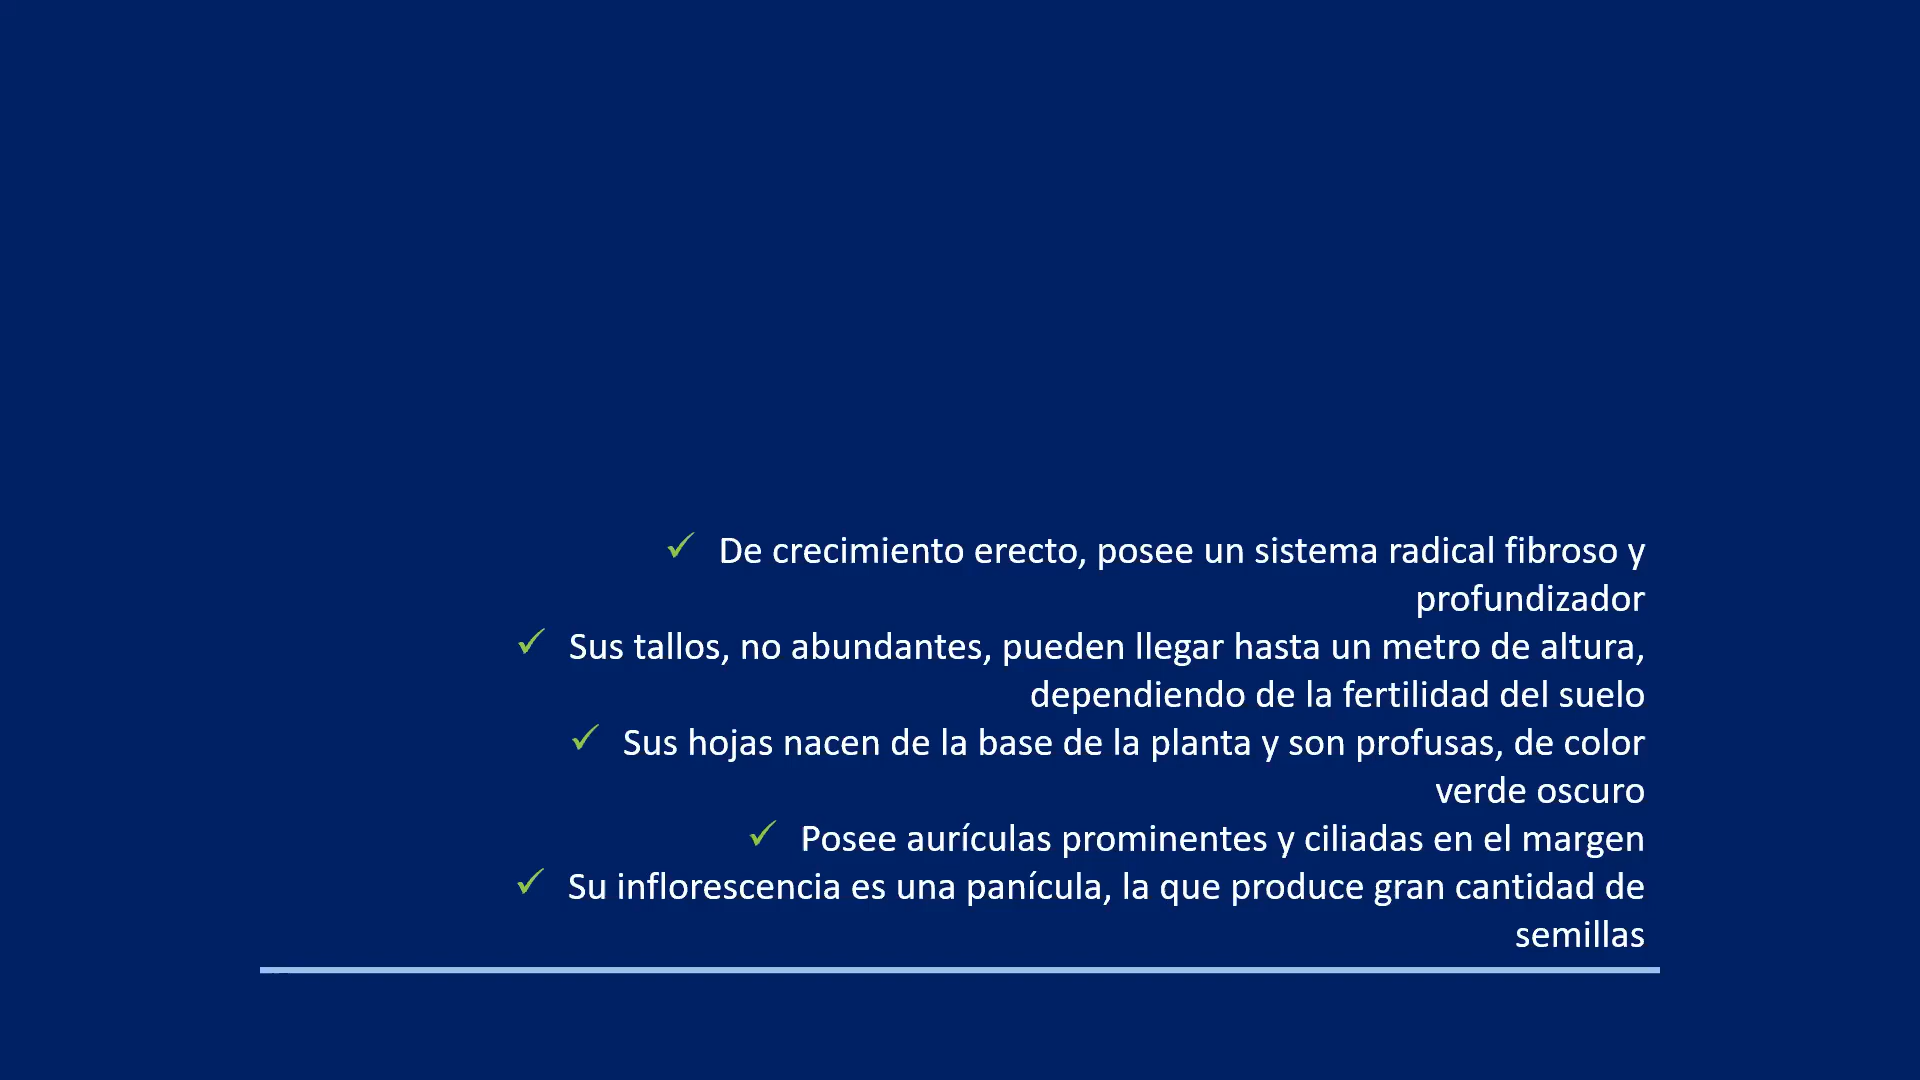 ✓ De crecimiento erecto, posee un sistema radical fibroso y
profundizador
✓ Sus tallos, no abundantes, pueden llegar hasta un metro de altura,
dependiendo de la fertilidad del suelo
✓ Sus hojas nacen de la base de la planta y son profusas, de color
verde oscuro
✓ Posee aurículas prominentes y ciliadas en el margen
✓ Su inflorescencia es una panícula, la que produce gran cantidad de
semillas